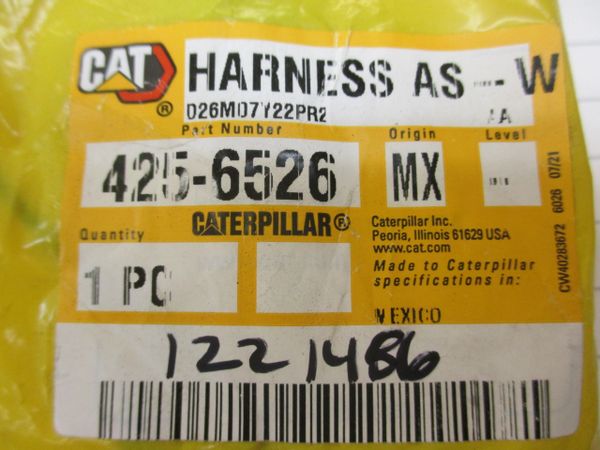 CAT
®
HARNESS AS--W
D26M07Y22PR2
AA
Part Number
Origin
Level
425-6526
MX
CATERPILLAR®
Caterpillar Inc.
Peoria, Illinois 61629 USA
www.cat.com
Quantity
1 PC
Made to Caterpillar
specifications in:
MEXICO
CW40283672 6026 07/21
1221486